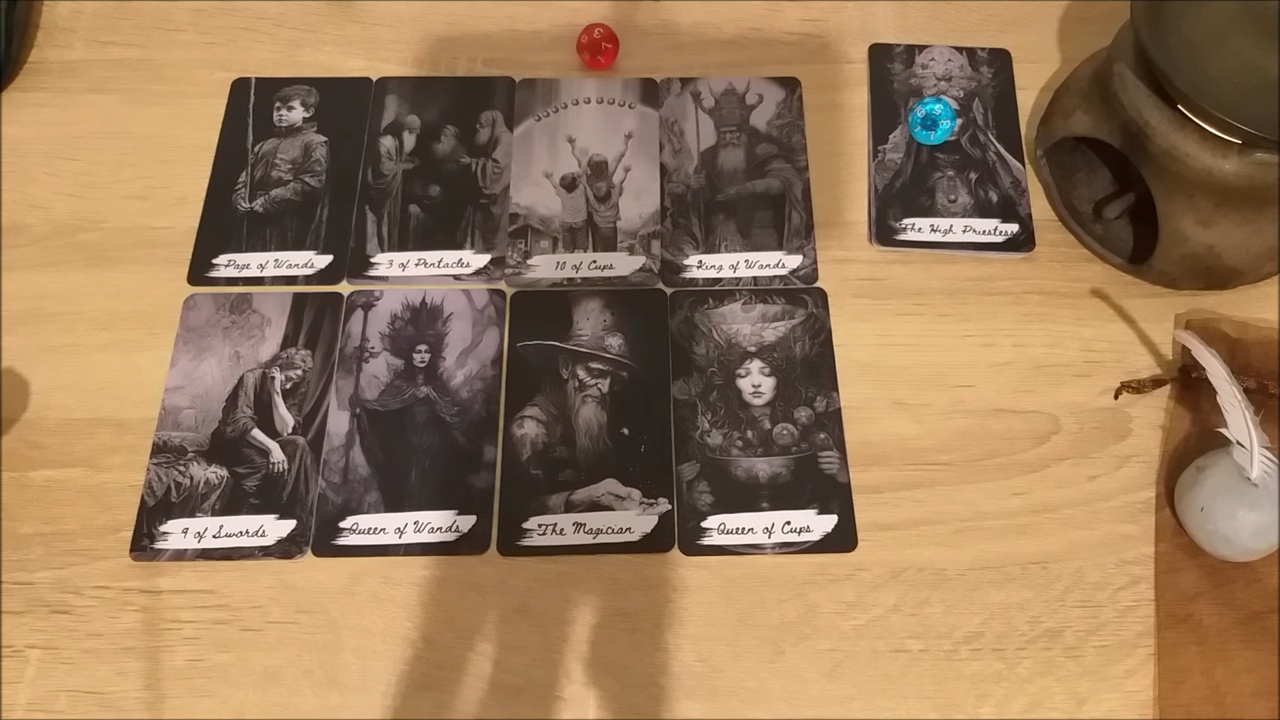 Page of Wands
3 of Pentacles
10 of Cups
King of Wands
The High Priestess
9 of Swords
Queen of Wands
The Magician
Queen of Cups